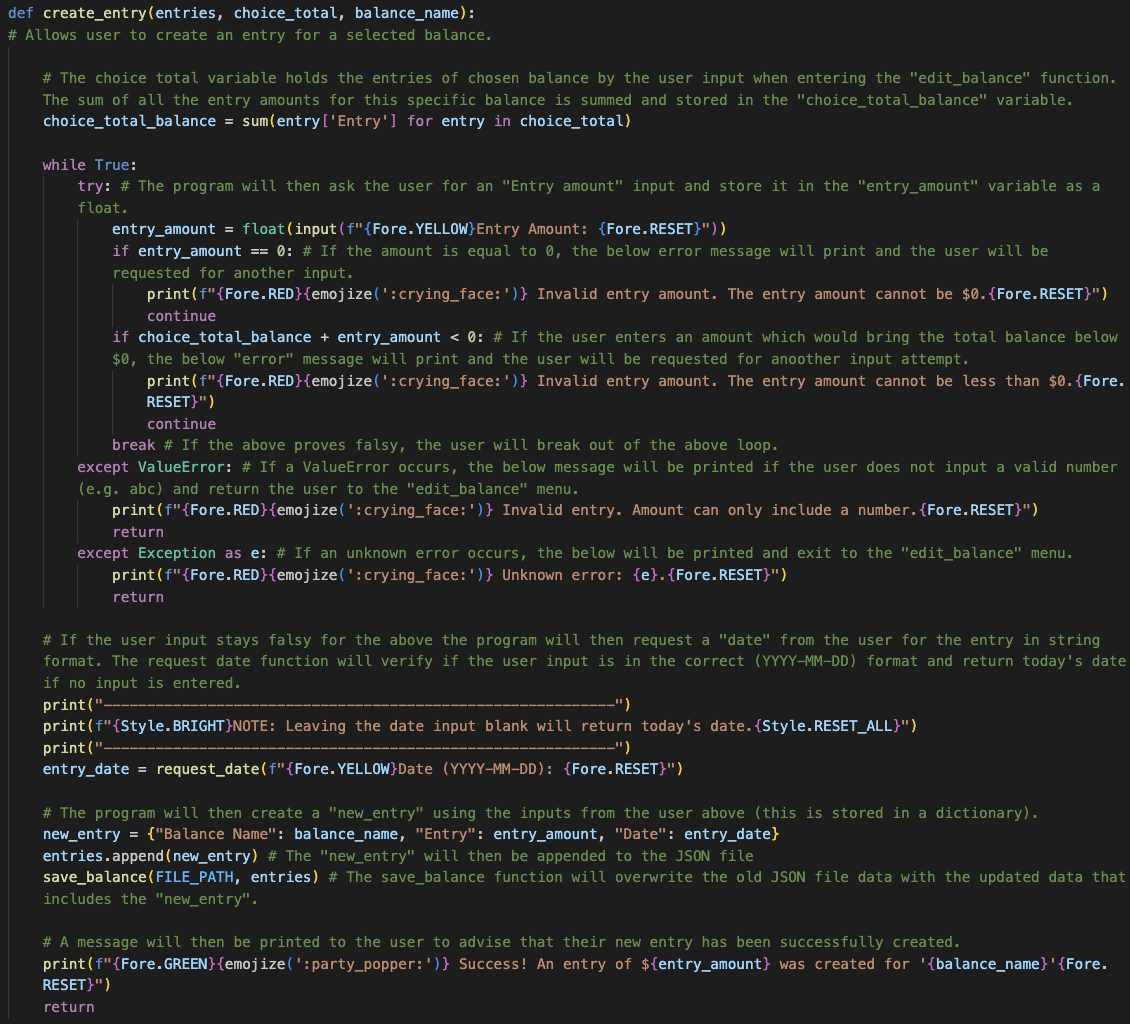 def create_entry(entries, choice_total, balance_name):
# Allows user to create an entry for a selected balance.
# The choice total variable holds the entries of chosen balance by the user input when entering the "edit_balance" function.
The sum of all the entry amounts for this specific balance is summed and stored in the "choice_total_balance" variable.
choice_total_balance = sum(entry['Entry'] for entry in choice_total)
while True:
try: # The program will then ask the user for an "Entry amount" input and store it in the "entry_amount" variable as a
float.
entry_amount = float(input(f"{Fore.YELLOW}Entry Amount: {Fore.RESET}"))
if entry_amount == 0: # If the amount is equal to 0, the below error message will print and the user will be
requested for another input.
print(f"{Fore.RED}{emojize(':crying_face:')} Invalid entry amount. The entry amount cannot be $0.{Fore.RESET}")
continue
if choice_total_balance + entry_amount < 0: # If the user enters an amount which would bring the total balance below
$0, the below "error" message will print and the user will be requested for anoother input attempt.
print(f"{Fore.RED}{emojize(':crying_face:')} Invalid entry amount. The entry amount cannot be less than $0.{Fore.
RESET}")
continue
break # If the above proves falsy, the user will break out of the above loop.
except ValueError: # If a ValueError occurs, the below message will be printed if the user does not input a valid number
(e.g. abc) and return the user to the "edit_balance" menu.
print(f"{Fore.RED}{emojize(':crying_face:')} Invalid entry. Amount can only include a number.{Fore.RESET}")
return
except Exception as e: # If an unknown error occurs, the below will be printed and exit to the "edit_balance" menu.
print(f"{Fore.RED}{emojize(':crying_face:')} Unknown error: {e}.{Fore.RESET}")
return
# If the user input stays falsy for the above the program will then request a "date" from the user for the entry in string
format. The request date function will verify if the user input is in the correct (YYYY-MM-DD) format and return today's date
if no input is entered.
print("-----------------------------------------------------------")
print(f"{Style.BRIGHT}NOTE: Leaving the date input blank will return today's date.{Style.RESET_ALL}")
print("-----------------------------------------------------------")
entry_date = request_date(f"{Fore.YELLOW}Date (YYYY-MM-DD): {Fore.RESET}")
# The program will then create a "new_entry" using the inputs from the user above (this is stored in a dictionary).
new_entry = {"Balance Name": balance_name, "Entry": entry_amount, "Date": entry_date}
entries.append(new_entry) # The "new_entry" will then be appended to the JSON file
save_balance(FILE_PATH, entries) # The save_balance function will overwrite the old JSON file data with the updated data that
includes the "new_entry".
# A message will then be printed to the user to advise that their new entry has been successfully created.
print(f"{Fore.GREEN}{emojize(':party_popper:')} Success! An entry of ${entry_amount} was created for '{balance_name}'{Fore.
RESET}")
return